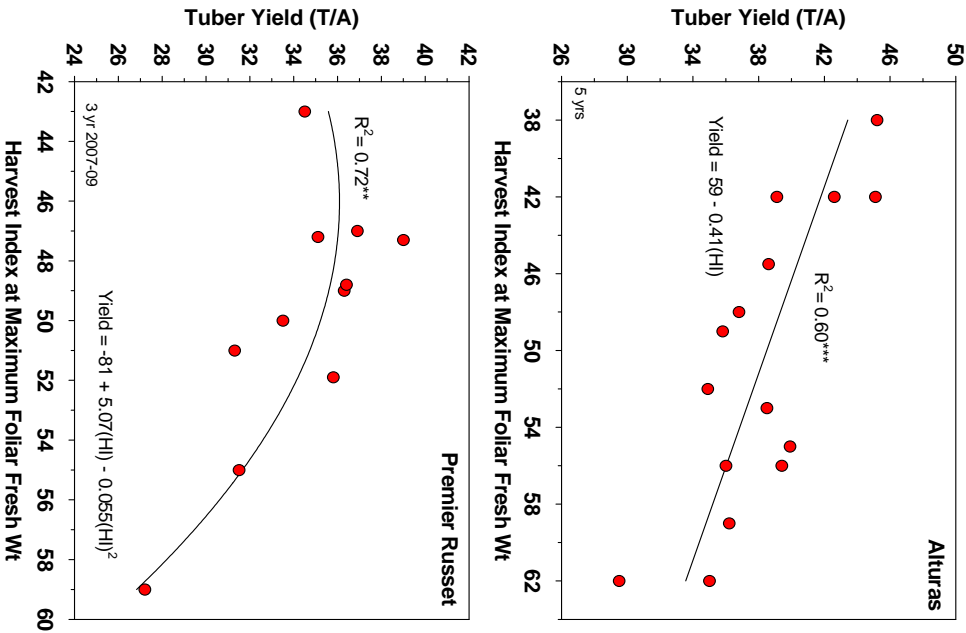 Alturas
Tuber Yield (T/A)
50
46
42
38
34
30
26
R²= 0.60***
Yield = 59 - 0.41(HI)
5 yrs
38
42
46
50
54
58
62
Harvest Index at Maximum Foliar Fresh Wt
Premier Russet
Tuber Yield (T/A)
42
40
38
36
34
32
30
28
26
24
R²= 0.72**
Yield = -81 + 5.07(HI) - 0.055(HI)²
3 yr 2007-09
42
44
46
48
50
52
54
56
58
60
Harvest Index at Maximum Foliar Fresh Wt